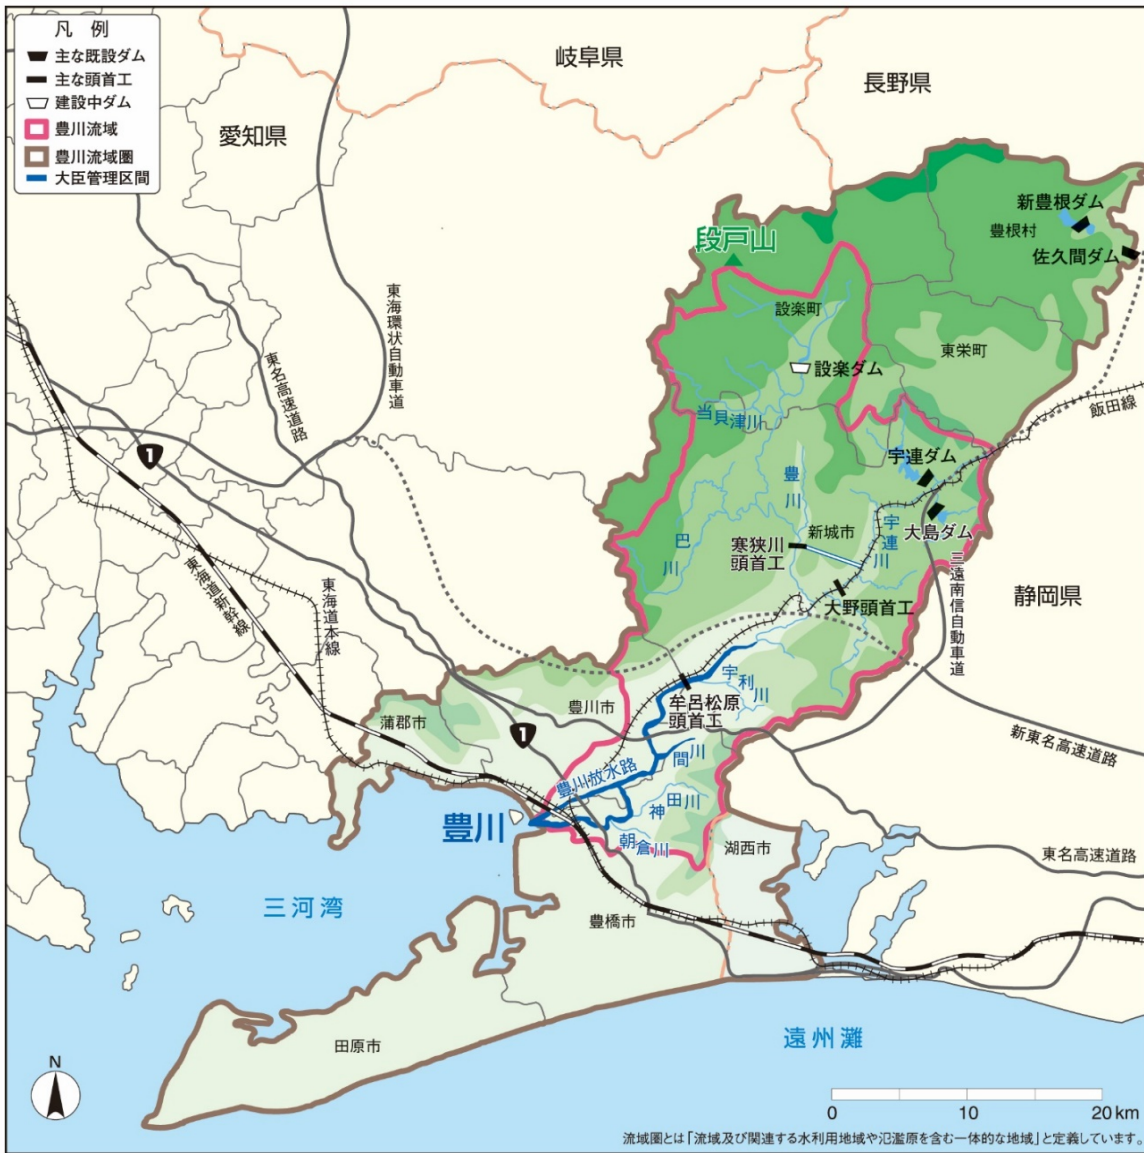 凡 例
主な既設ダム
主な頭首工
建設中ダム
豊川流域
豊川流域圏
大臣管理区間
岐阜県
長野県
愛知県
新豊根ダム
豊根村
佐久間ダム
段戸山
設楽町
東海環状自動車道
東名高速道路
東栄町
設楽ダム
飯田線
当貝津川
1
宇連ダム
豊川
大島ダム
新城市
宇連川
寒狭川
頭首工
巴川
三遠南信自動車道
静岡県
大野頭首工
東海道新幹線
東海道本線
宇利川
牟呂松原
頭首工
豊川市
蒲郡市
1
間川
新東名高速道路
豊川放水路
神田川
豊川
朝倉川
湖西市
東名高速道路
三河湾
豊橋市
田原市
遠州灘
N
0 10 20km
流域圏とは「流域及び関連する水利用地域や氾濫原を含む一体的な地域」と定義しています。